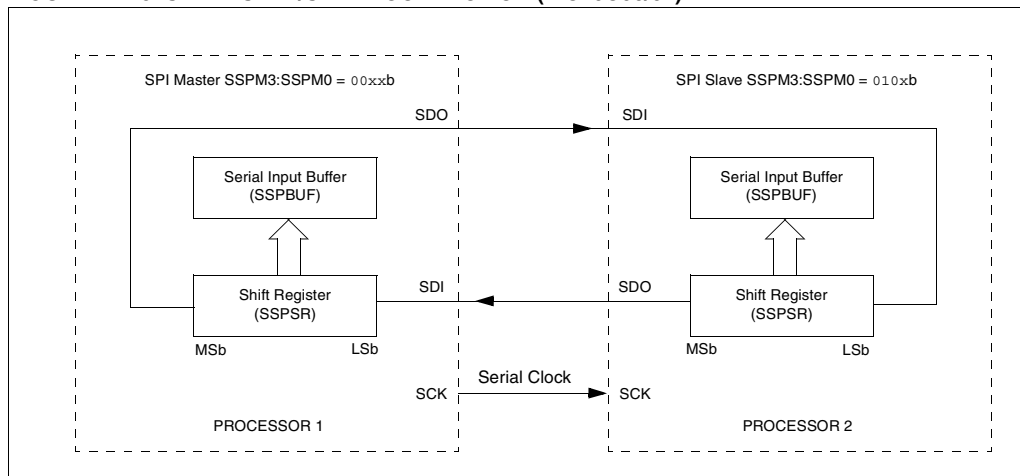 SPI Master SSPM3:SSPM0 = 00xxb
SDO
Serial Input Buffer
(SSPBUF)
Shift Register
(SSPSR)
MSb
LSb
SDI
SCK
PROCESSOR 1
Serial Clock
SPI Slave SSPM3:SSPM0 = 010xb
SDI
Serial Input Buffer
(SSPBUF)
SDO
Shift Register
(SSPSR)
MSb
LSb
SCK
PROCESSOR 2